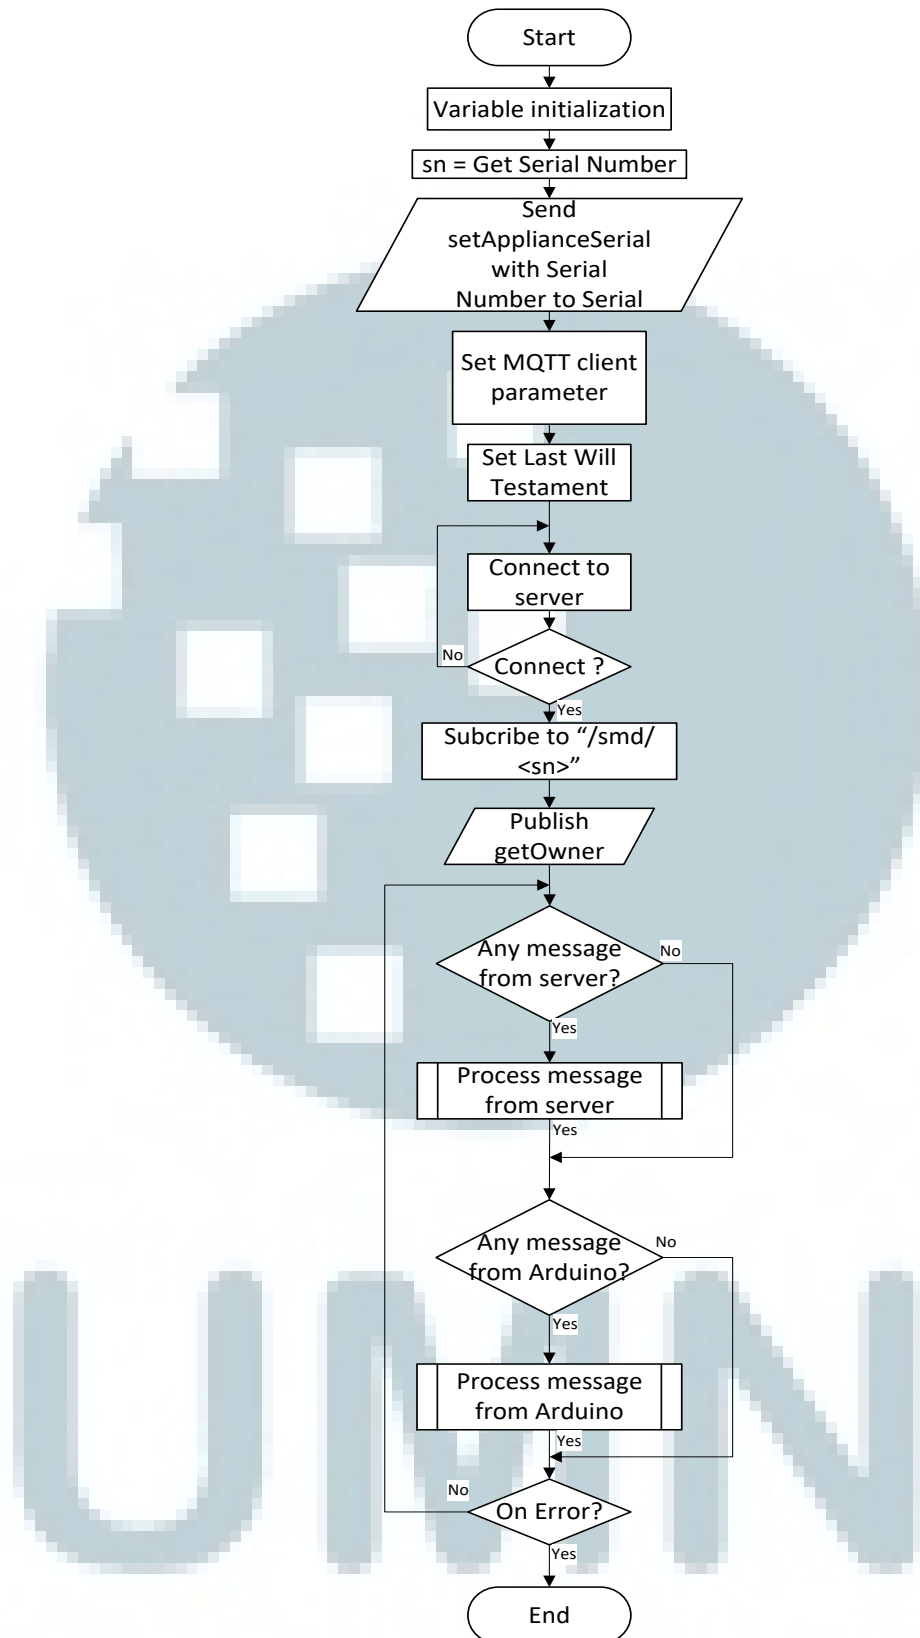 Start
Variable initialization
sn = Get Serial Number
Send
setApplianceSerial
with Serial
Number to Serial
Set MQTT client
parameter
Set Last Will
Testament
Connect to
server
No
Connect ?
Yes
Subcribe to “/smd/
<sn>”
Publish
getOwner
Any message
from server?
No
Yes
Process message
from server
Yes
Any message
from Arduino?
No
Yes
Process message
from Arduino
Yes
No
On Error?
Yes
End
UMN